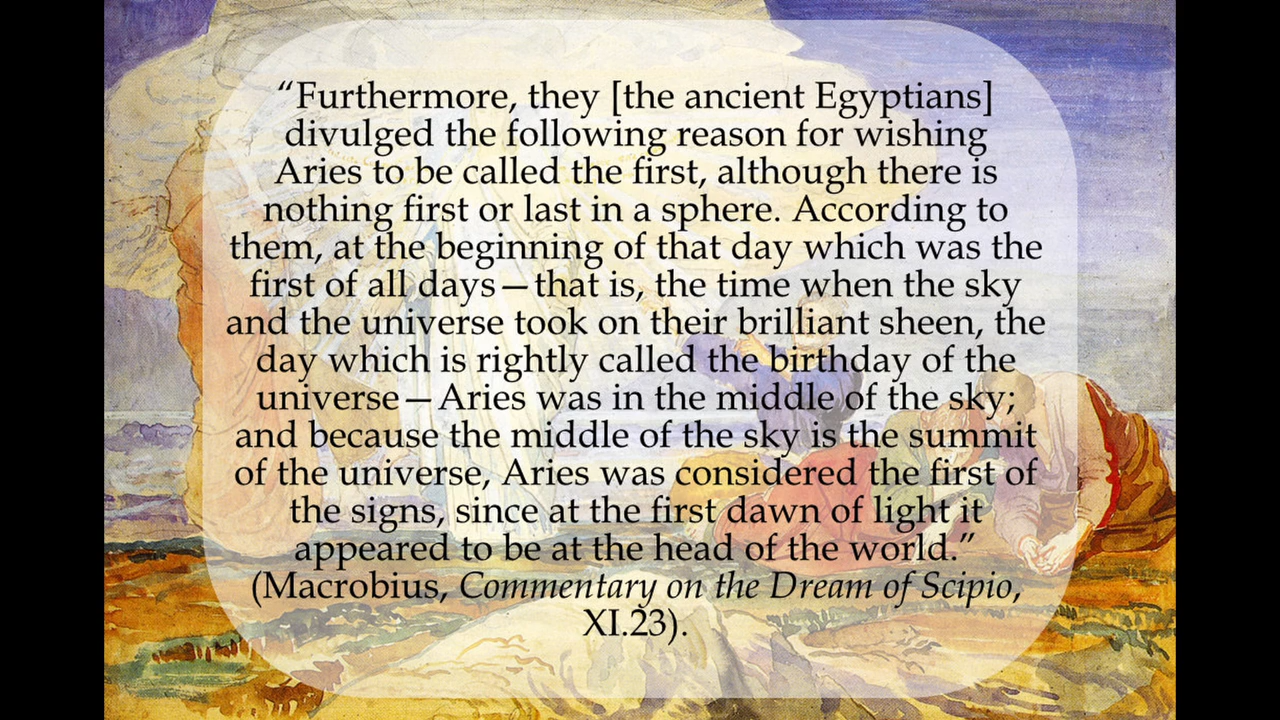 “Furthermore, they [the ancient Egyptians]
divulged the following reason for wishing
Aries to be called the first, although there is
nothing first or last in a sphere. According to
them, at the beginning of that day which was the
first of all days—that is, the time when the sky
and the universe took on their brilliant sheen, the
day which is rightly called the birthday of the
universe—Aries was in the middle of the sky;
and because the middle of the sky is the summit
of the universe, Aries was considered the first of
the signs, since at the first dawn of light it
appeared to be at the head of the world.”
(Macrobius, Commentary on the Dream of Scipio,
XI.23).